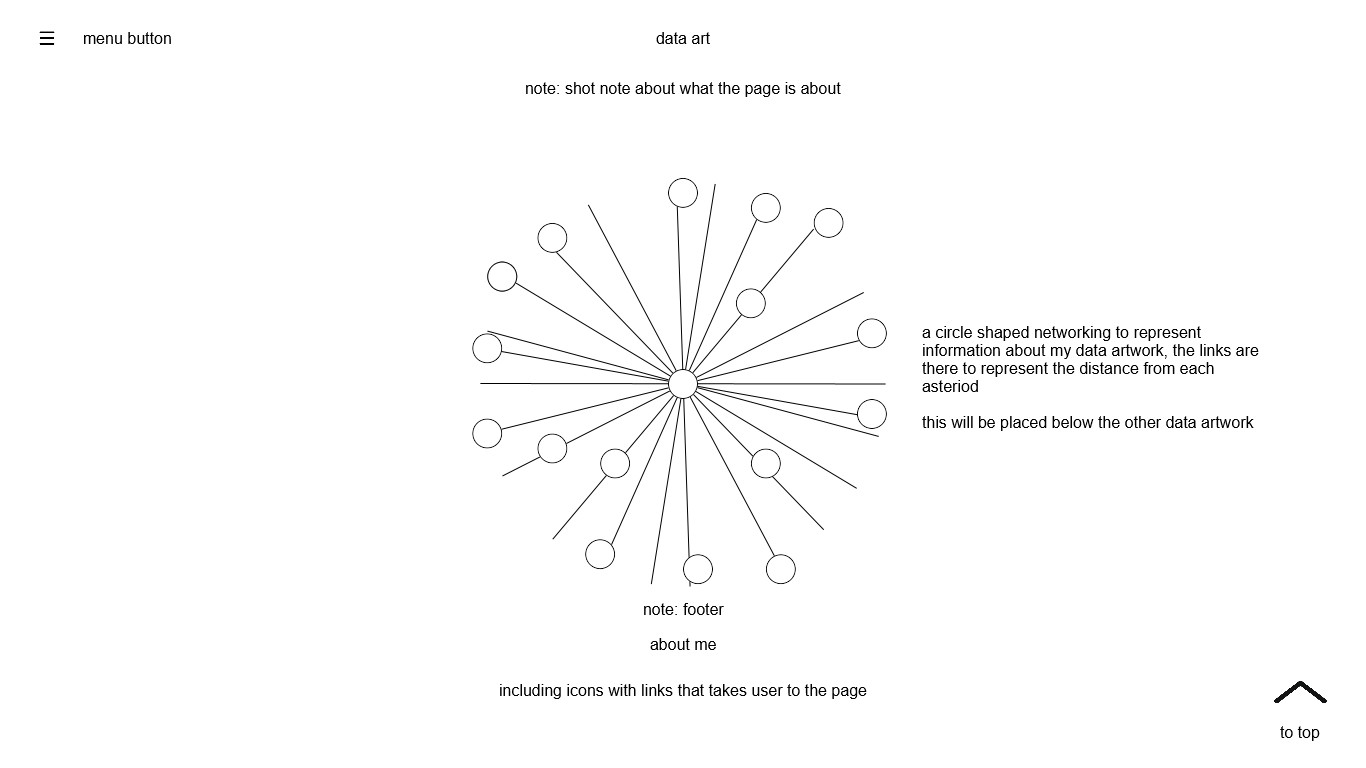 menu button
data art
note: shot note about what the page is about
a circle shaped networking to represent
information about my data artwork, the links are
there to represent the distance from each
asteriod
this will be placed below the other data artwork
note: footer
about me
including icons with links that takes user to the page
to top